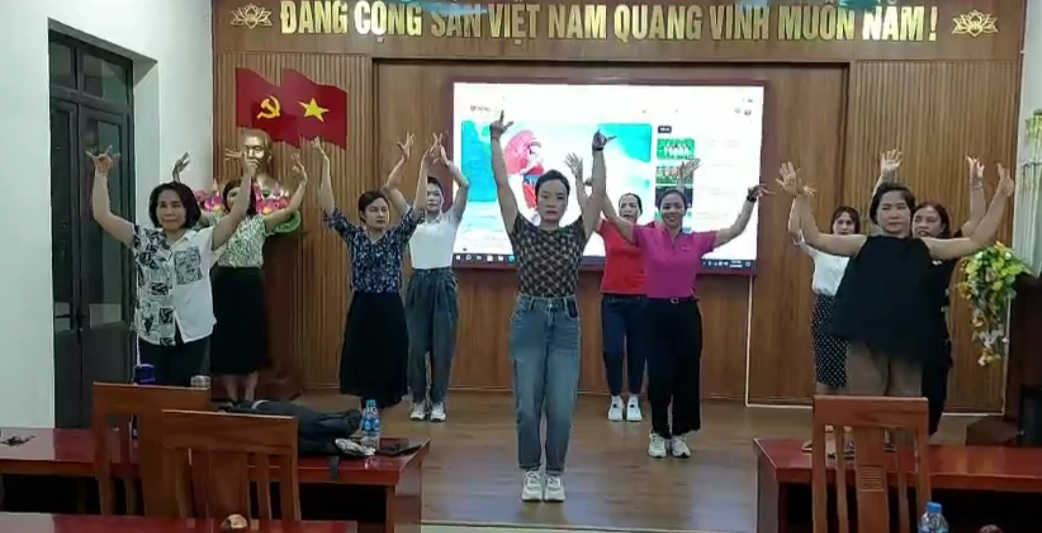 ĐẢNG CỘNG SẢN VIỆT NAM QUANG VINH MUÔN NĂM!